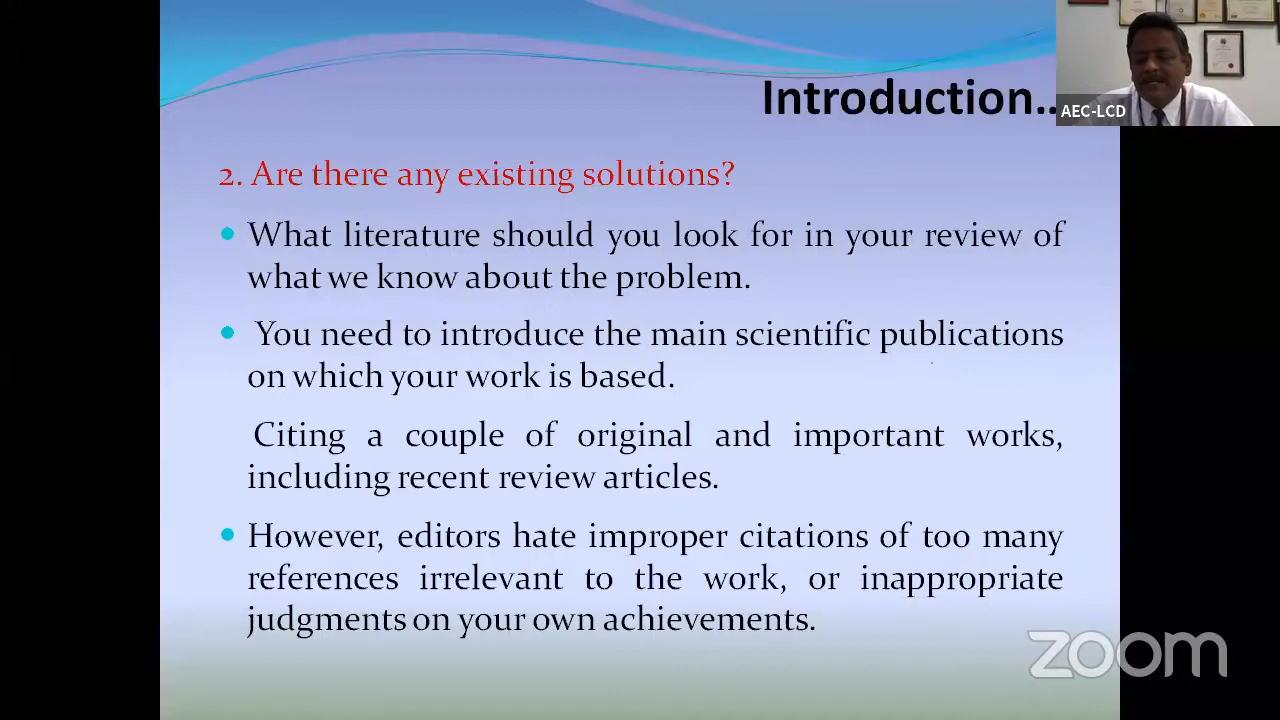 Introduction..
AEC-LCD
2. Are there any existing solutions?
What literature should you look for in your review of
what we know about the problem.
You need to introduce the main scientific publications
on which your work is based.
Citing a couple of original and important works,
including recent review articles.
However, editors hate improper citations of too many
references irrelevant to the work, or inappropriate
judgments on your own achievements.
zoom